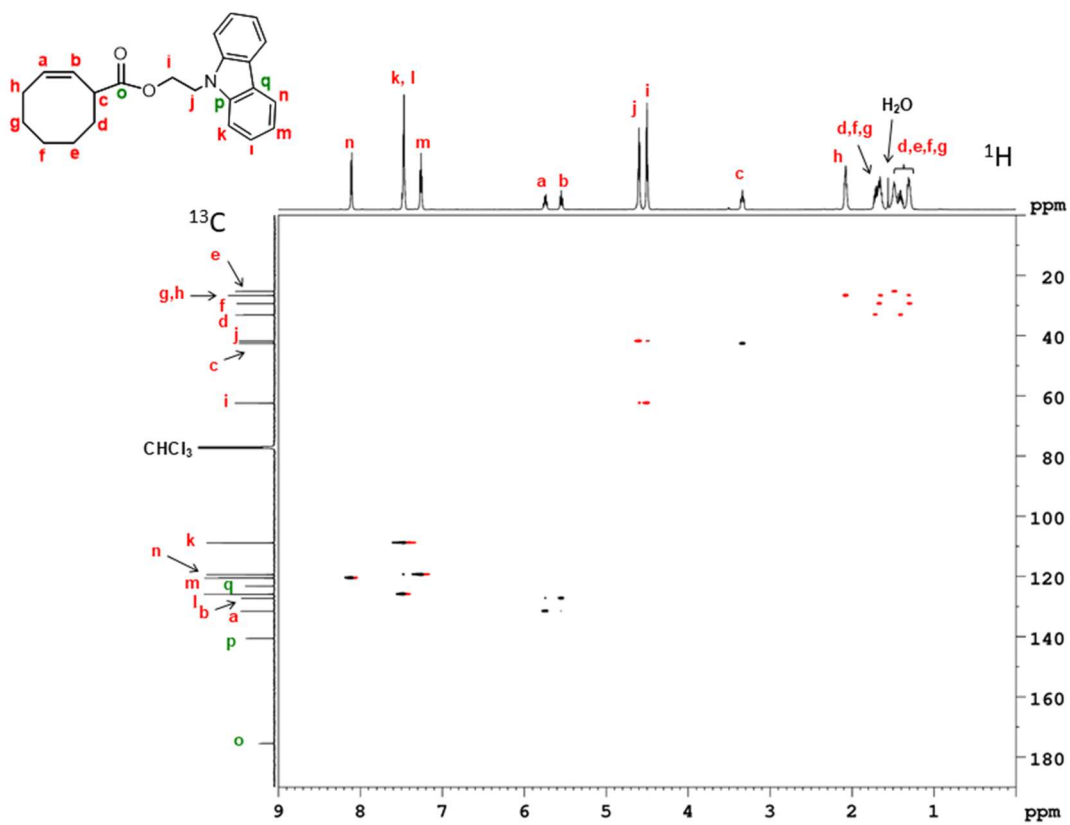 a b
O
i
h
c
o
O
N
q
n
j
p
g
d
k
m
f e
l
k, l
i
j
H₂O
n
m
d,f,g
h
d,e,f,g
¹H
a b
c
¹³C
ppm
e
20
g,h
f
d
j
40
c
i
60
CHCl₃
80
k
100
n
120
m q
l
b
a
p
140
160
o
180
9 8 7 6 5 4 3 2 1 ppm